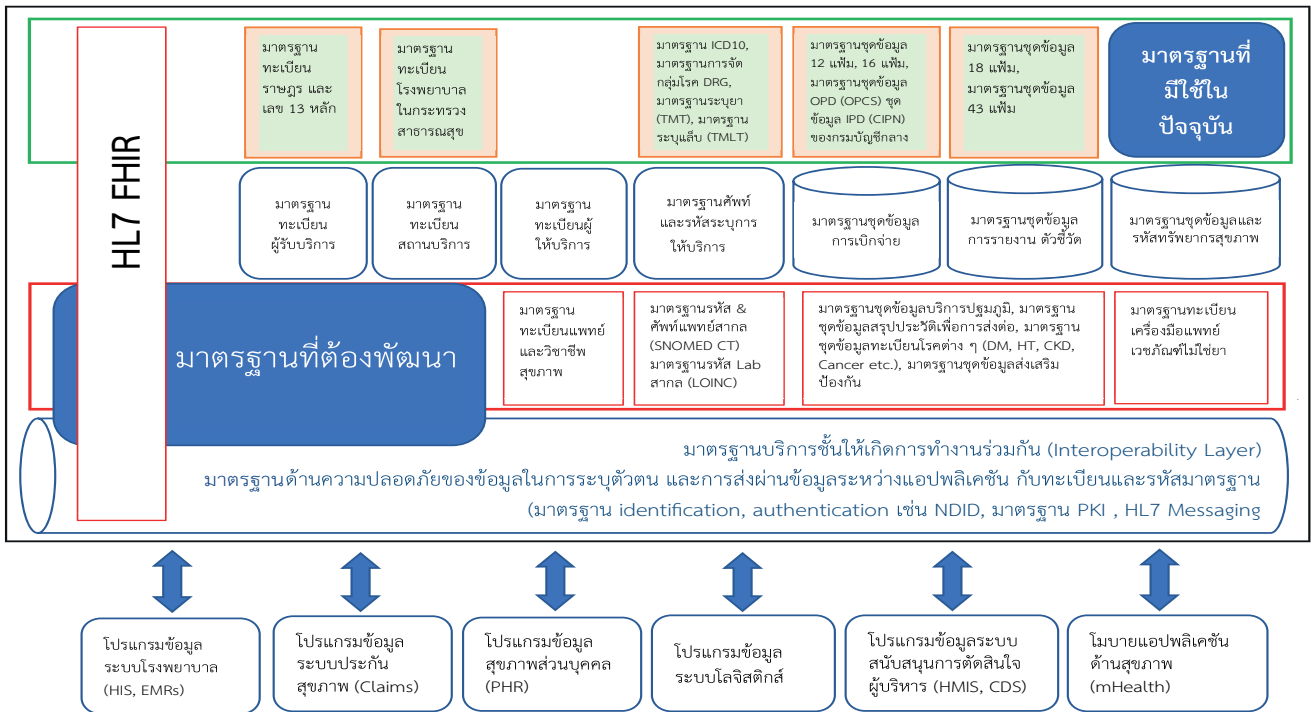 HL7 FHIR
มาตรฐาน
ทะเบียน
ราษฎร และ
เลข 13 หลัก
มาตรฐาน
ทะเบียน
โรงพยาบาล
ในกระทรวง
สาธารณสุข
มาตรฐาน ICD10,
มาตรฐานการจัด
กลุ่มโรค DRG,
มาตรฐานระบุยา
(TMT), มาตรฐาน
ระบุแล็บ (TMLT)
มาตรฐานชุดข้อมูล
12 แฟ้ม, 16 แฟ้ม,
มาตรฐานชุดข้อมูล
OPD (OPCS) ชุด
ข้อมูล IPD (CIPN)
ของกรมบัญชีกลาง
มาตรฐานชุดข้อมูล
18 แฟ้ม,
มาตรฐานชุดข้อมูล
43 แฟ้ม
มาตรฐานที่
มีใช้ใน
ปัจจุบัน
มาตรฐาน
ทะเบียน
ผู้รับบริการ
มาตรฐาน
ทะเบียน
สถานบริการ
มาตรฐาน
ทะเบียนผู้
ให้บริการ
มาตรฐานศัพท์
และรหัสระบุการ
ให้บริการ
มาตรฐานชุดข้อมูล
การเบิกจ่าย
มาตรฐานชุดข้อมูล
การรายงาน ตัวชี้วัด
มาตรฐานชุดข้อมูลและ
รหัสทรัพยากรสุขภาพ
มาตรฐานที่ต้องพัฒนา
มาตรฐาน
ทะเบียนแพทย์
และวิชาชีพ
สุขภาพ
มาตรฐานรหัส &
ศัพท์แพทย์สากล
(SNOMED CT)
มาตรฐานรหัส Lab
สากล (LOINC)
มาตรฐานชุดข้อมูลบริการปฐมภูมิ, มาตรฐาน
ชุดข้อมูลสรุปประวัติเพื่อการส่งต่อ, มาตรฐาน
ชุดข้อมูลทะเบียนโรคต่าง ๆ (DM, HT, CKD,
Cancer etc.), มาตรฐานชุดข้อมูลส่งเสริม
ป้องกัน
มาตรฐานทะเบียน
เครื่องมือแพทย์
เวชภัณฑ์ไม่ใช่ยา
มาตรฐานบริการชั้นให้เกิดการทำงานร่วมกัน (Interoperability Layer)
มาตรฐานด้านความปลอดภัยของข้อมูลในการระบุตัวตน และการส่งผ่านข้อมูลระหว่างแอปพลิเคชัน กับทะเบียนและรหัสมาตรฐาน
(มาตรฐาน identification, authentication เช่น NDID, มาตรฐาน PKI , HL7 Messaging
โปรแกรมข้อมูล
ระบบโรงพยาบาล
(HIS, EMRs)
โปรแกรมข้อมูล
ระบบประกัน
สุขภาพ (Claims)
โปรแกรมข้อมูล
สุขภาพส่วนบุคคล
(PHR)
โปรแกรมข้อมูล
ระบบโลจิสติกส์
โปรแกรมข้อมูลระบบ
สนับสนุนการตัดสินใจ
ผู้บริหาร (HMIS, CDS)
โมบายแอปพลิเคชัน
ด้านสุขภาพ
(mHealth)